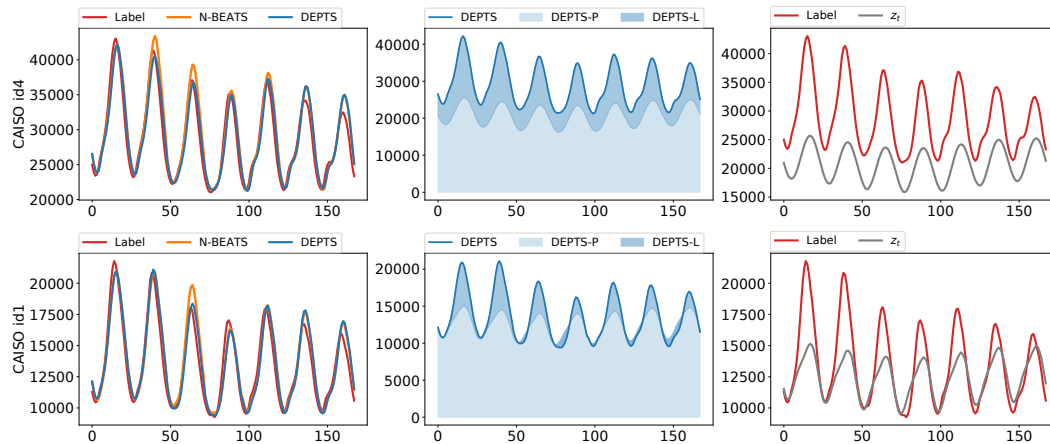 Label N-BEATS DEPTS
DEPTS DEPTS-P DEPTS-L
Label z_t
CAISO id4
40000
35000
30000
25000
20000
0 50 100 150
40000
30000
20000
10000
0
0 50 100 150
40000
35000
30000
25000
20000
15000
0 50 100 150
Label N-BEATS DEPTS
DEPTS DEPTS-P DEPTS-L
Label z_t
CAISO id1
20000
17500
15000
12500
10000
0 50 100 150
20000
15000
10000
5000
0
0 50 100 150
20000
17500
15000
12500
10000
0 50 100 150